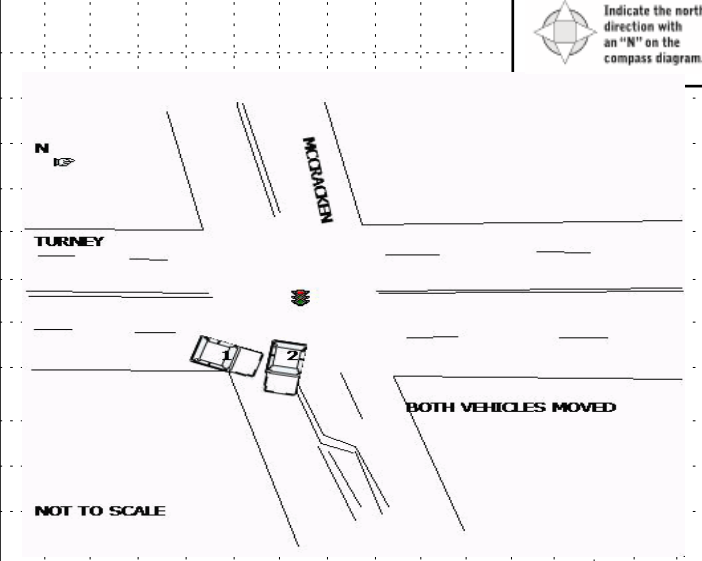 Indicate the north
direction with
an "N" on the
compass diagram.
N
MCCRACKEN
TURNEY
1
2
BOTH VEHICLES MOVED
NOT TO SCALE